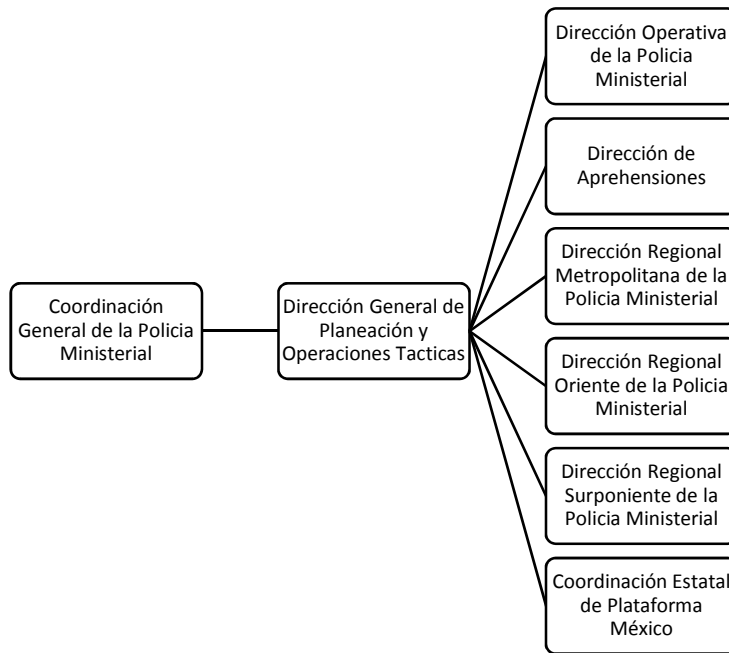 Coordinación
General de la Policia
Ministerial
Dirección General de
Planeación y
Operaciones Tacticas
Dirección Operativa
de la Policia
Ministerial
Dirección de
Aprehensiones
Dirección Regional
Metropolitana de la
Policia Ministerial
Dirección Regional
Oriente de la Policia
Ministerial
Dirección Regional
Surponiente de la
Policia Ministerial
Coordinación Estatal
de Plataforma
México